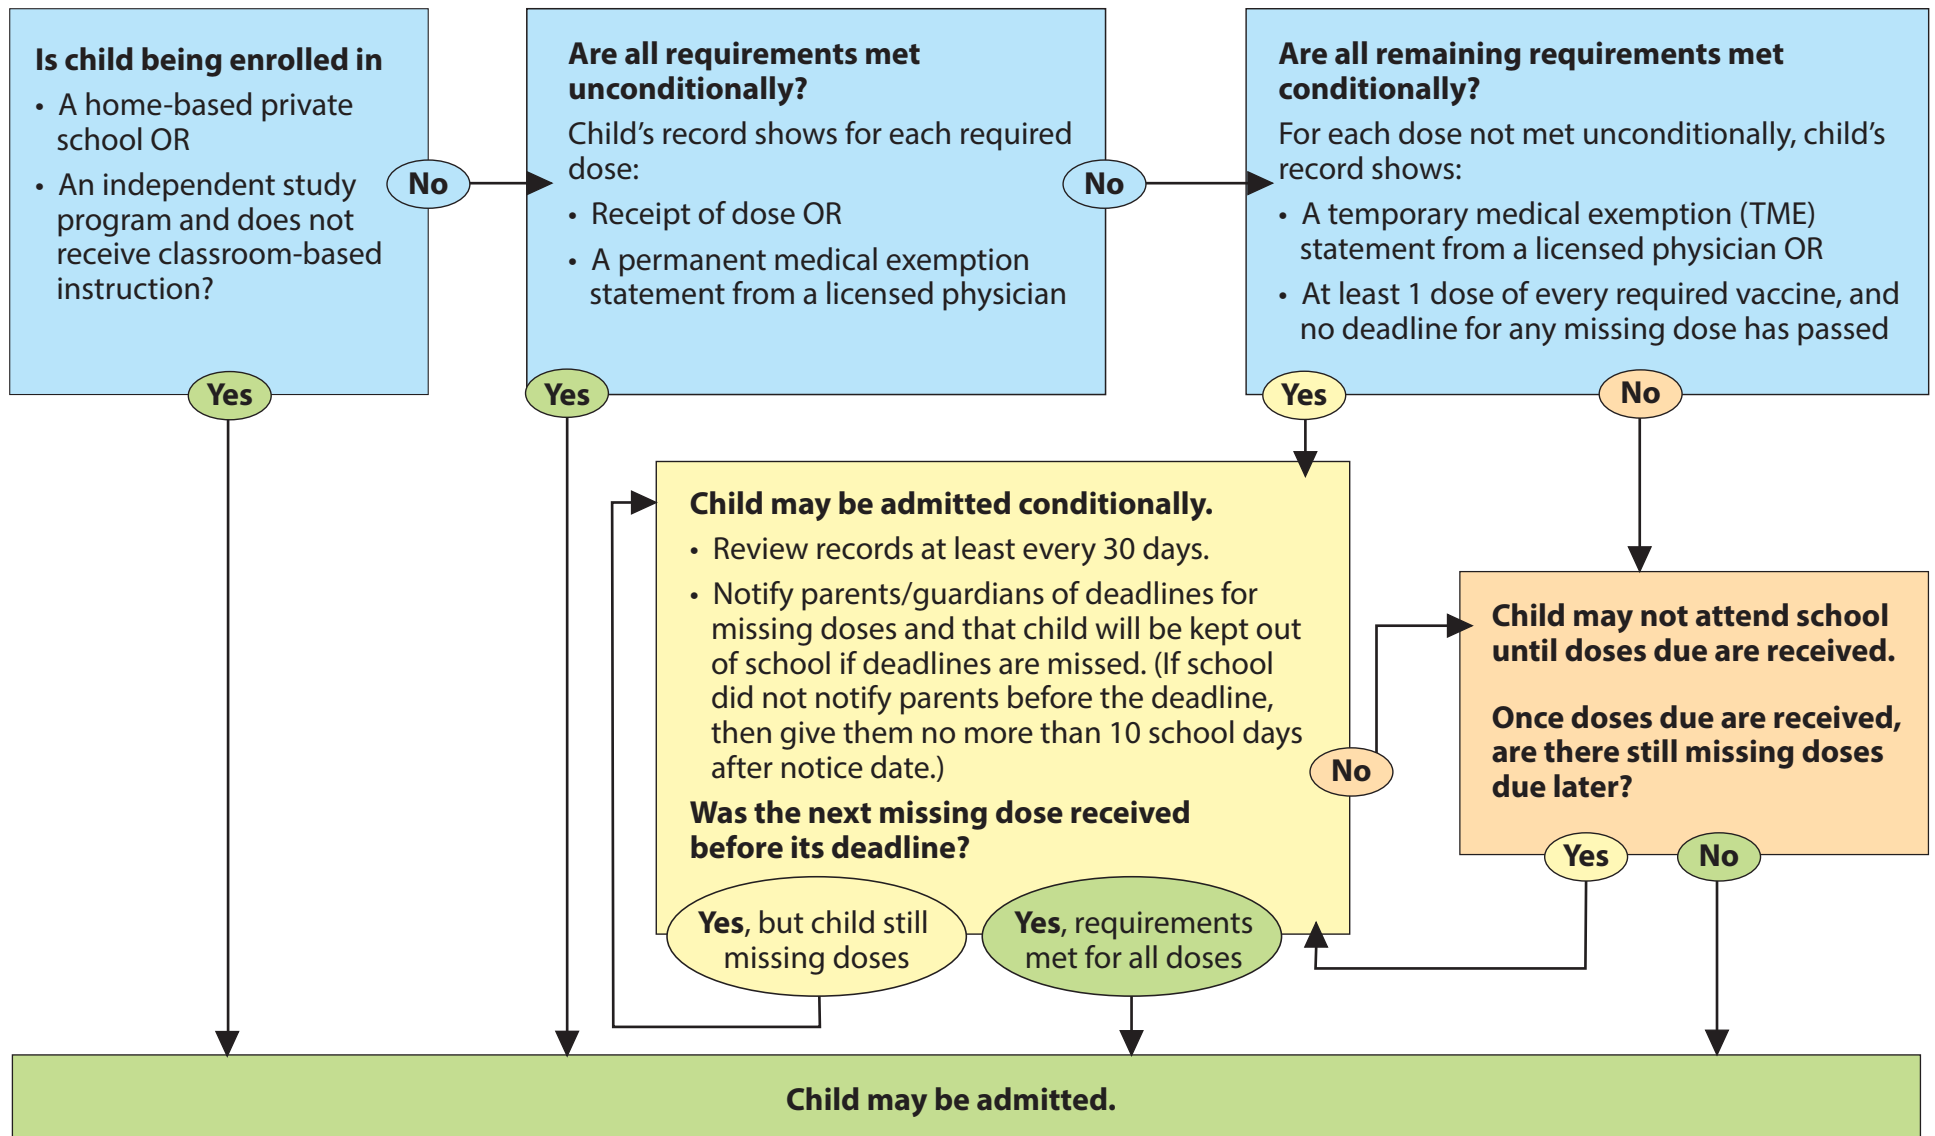 Is child being enrolled in
• A home-based private
school OR
• An independent study
program and does not
receive classroom-based
instruction?
No
Yes
Are all requirements met
unconditionally?
Child’s record shows for each required
dose:
• Receipt of dose OR
• A permanent medical exemption
statement from a licensed physician
No
Yes
Are all remaining requirements met
conditionally?
For each dose not met unconditionally, child’s
record shows:
• A temporary medical exemption (TME)
statement from a licensed physician OR
• At least 1 dose of every required vaccine, and
no deadline for any missing dose has passed
Yes
No
Child may be admitted conditionally.
• Review records at least every 30 days.
• Notify parents/guardians of deadlines for
missing doses and that child will be kept out
of school if deadlines are missed. (If school
did not notify parents before the deadline,
then give them no more than 10 school days
after notice date.)
Was the next missing dose received
before its deadline?
No
Yes, but child still
missing doses
Yes, requirements
met for all doses
Child may not attend school
until doses due are received.
Once doses due are received,
are there still missing doses
due later?
Yes
No
Child may be admitted.